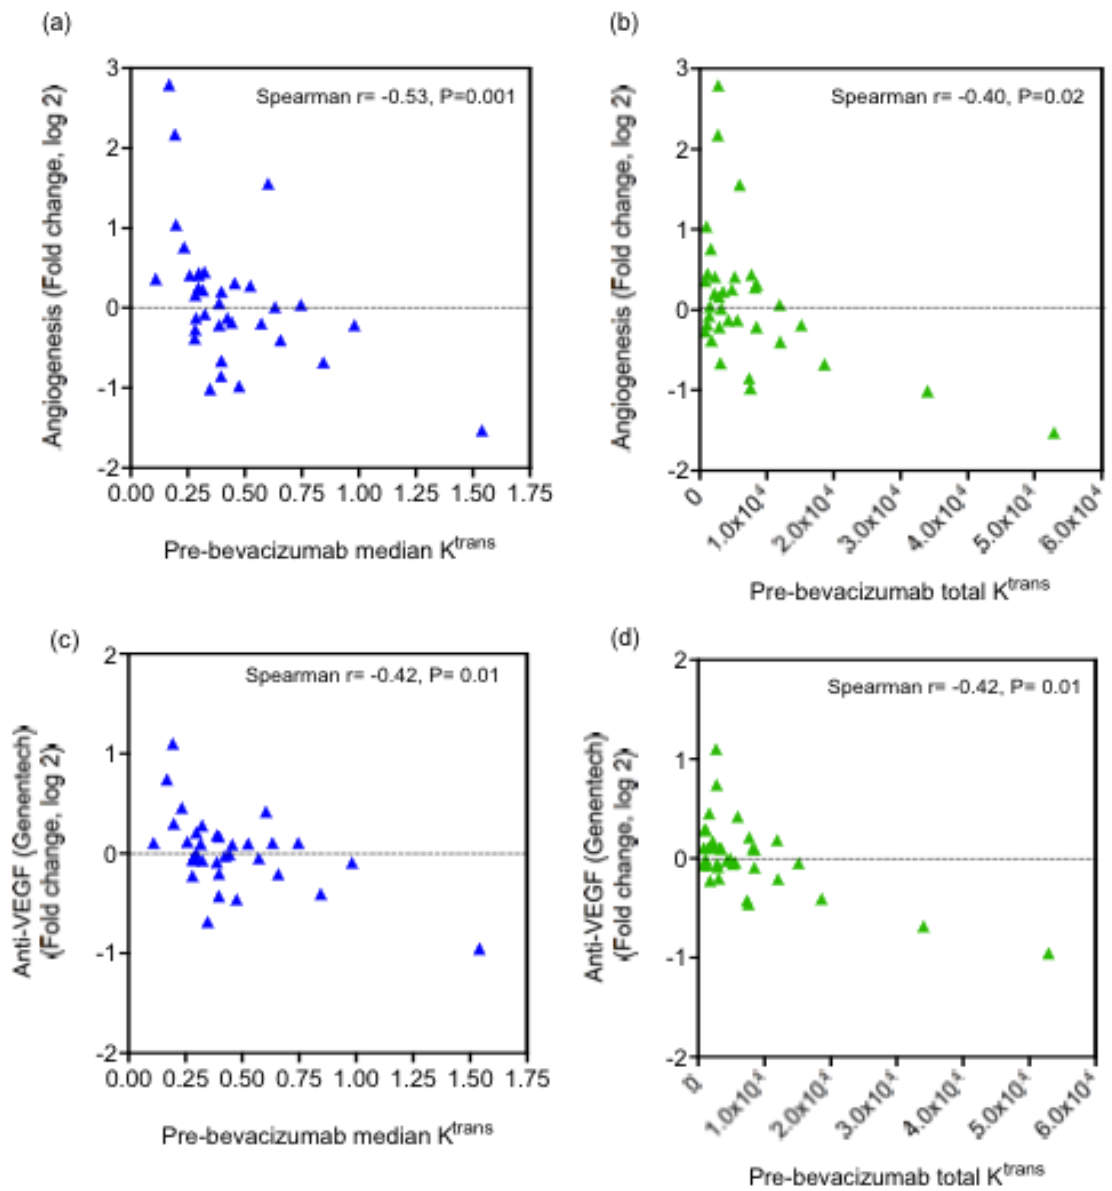 (a)
Spearman r= -0.53, P=0.001
Angiogenesis (Fold change, log 2)
3
2
1
0
-1
-2
0.00 0.25 0.50 0.75 1.00 1.25 1.50 1.75
Pre-bevacizumab median Ktrans
(b)
Spearman r= -0.40, P=0.02
Angiogenesis (Fold change, log 2)
3
2
1
0
-1
-2
0 1.0x10⁴ 2.0x10⁴ 3.0x10⁴ 4.0x10⁴ 5.0x10⁴ 6.0x10⁴
Pre-bevacizumab total Ktrans
(c)
Spearman r= -0.42, P= 0.01
Anti-VEGF (Genentech)
(Fold change, log 2)
2
1
0
-1
-2
0.00 0.25 0.50 0.75 1.00 1.25 1.50 1.75
Pre-bevacizumab median Ktrans
(d)
Spearman r= -0.42, P= 0.01
Anti-VEGF (Genentech)
(Fold change, log 2)
2
1
0
-1
-2
0 1.0x10⁴ 2.0x10⁴ 3.0x10⁴ 4.0x10⁴ 5.0x10⁴ 6.0x10⁴
Pre-bevacizumab total Ktrans